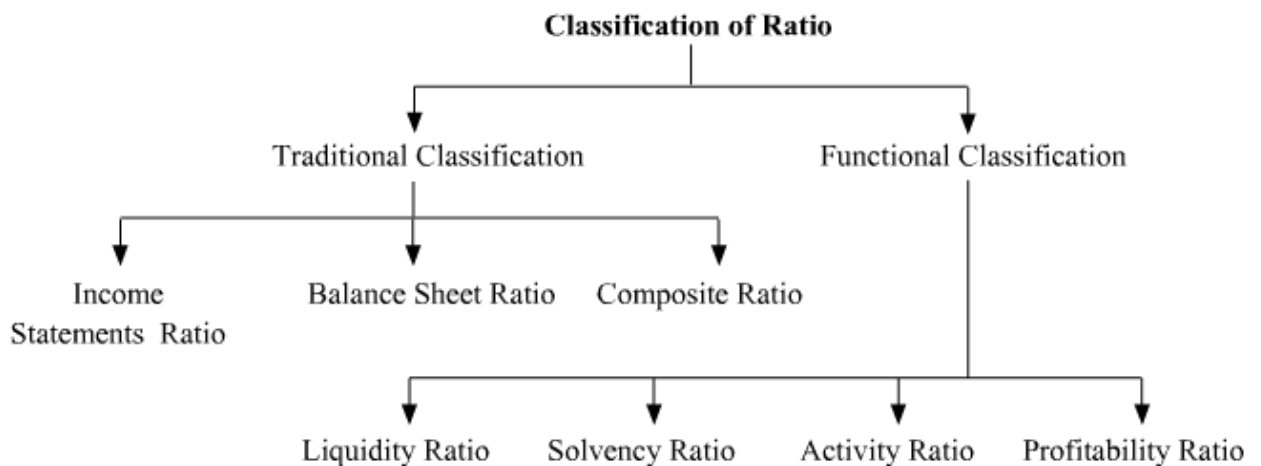 Classification of Ratio
Traditional Classification
Functional Classification
Income
Statements Ratio
Balance Sheet Ratio
Composite Ratio
Liquidity Ratio
Solvency Ratio
Activity Ratio
Profitability Ratio